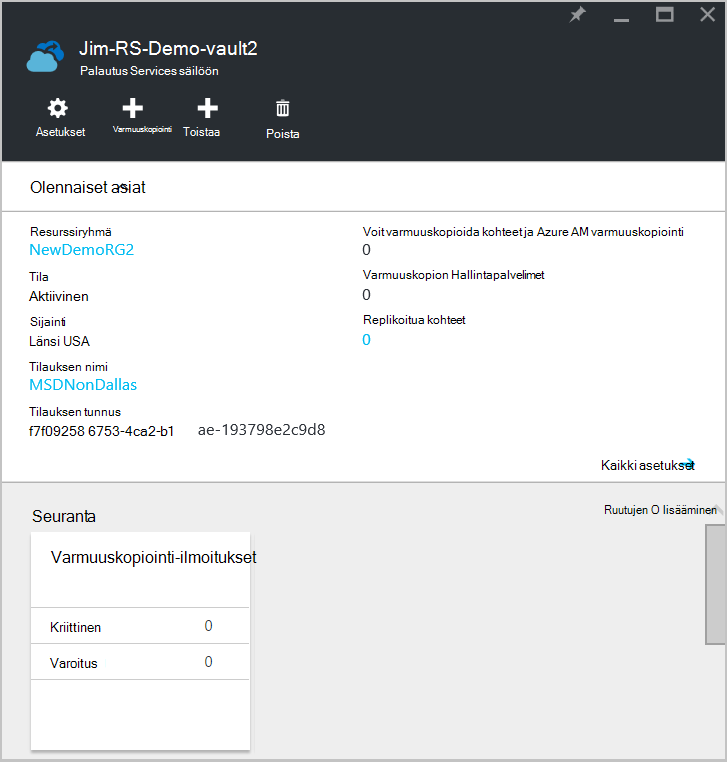 Jim-RS-Demo-vault2
Palautus Services säilöön
Asetukset
Varmuuskopiointi
Toistaa
Poista
Olennaiset asiat
Resurssiryhmä
NewDemoRG2
Tila
Aktiivinen
Sijainti
Länsi USA
Tilauksen nimi
MSDNonDallas
Tilauksen tunnus
f7f09258 6753-4ca2-b1 ae-193798e2c9d8
Voit varmuuskopioida kohteet ja Azure AM varmuuskopiointi
0
Varmuuskopion Hallintapalvelimet
0
Replikoitua kohteet
0
Kaikki asetukset
Seuranta
Ruutujen O lisääminen
Varmuuskopiointi-ilmoitukset
Kriittinen 0
Varoitus 0